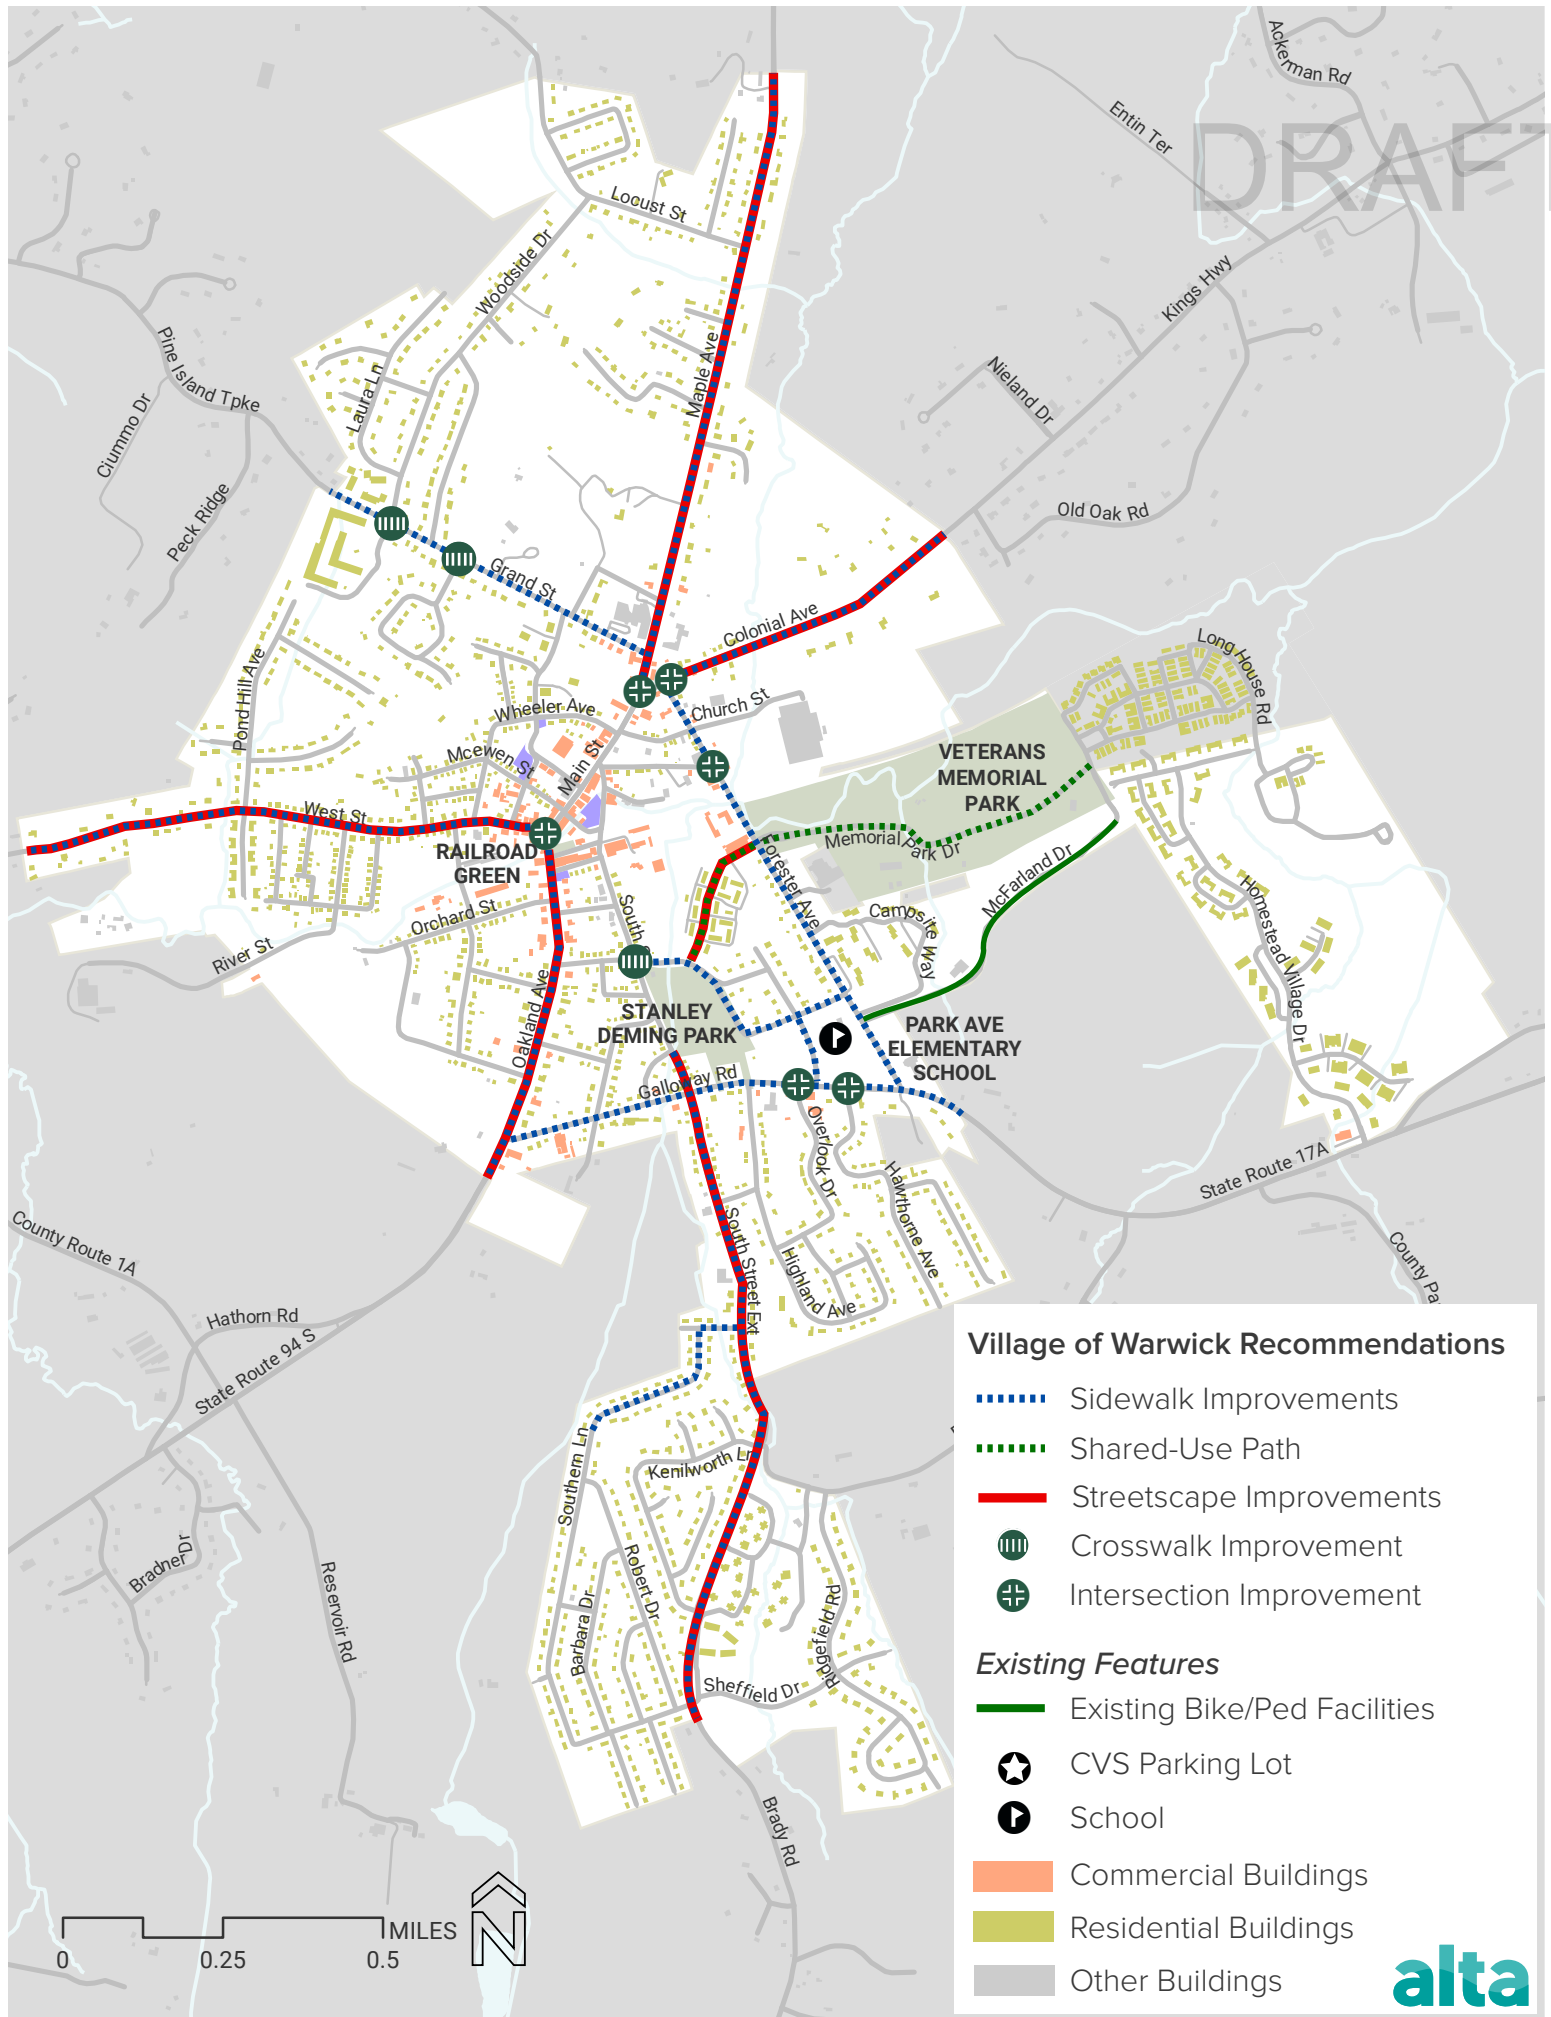 Ackerman Rd
Entin Ter
DRAFT
Locust St
Woodside Dr
Kings Hwy
Pine Island Tpke
Laura Ln
Maple Ave
Nieland Dr
Ciummo Dr
Peck Ridge
Old Oak Rd
Grand St
Colonial Ave
Long House Rd
Pond Hill Ave
Church St
Wheeler Ave
Mcewen St
Main St
VETERANS
MEMORIAL
PARK
West St
RAILROAD
GREEN
Memorial Park Dr
Forester Ave
McFarland Dr
Orchard St
South S
Campsite Way
Homestead Village Dr
River St
Oakland Ave
STANLEY
DEMING PARK
PARK AVE
ELEMENTARY
SCHOOL
Galloway Rd
Overlook Dr
Hawthorne Ave
State Route 17A
County Route 1A
South Street Ext
Highland Ave
County Pa
Hathorn Rd
State Route 94 S
Southern Ln
Kenilworth Ln
Bradner Dr
Reservoir Rd
Robert Dr
Barbara Dr
Ridgefield Rd
Sheffield Dr
Brady Rd
Village of Warwick Recommendations
Sidewalk Improvements
Shared-Use Path
Streetscape Improvements
Crosswalk Improvement
Intersection Improvement
Existing Features
Existing Bike/Ped Facilities
CVS Parking Lot
School
Commercial Buildings
Residential Buildings
Other Buildings
MILES
0 0.25 0.5
N
alta